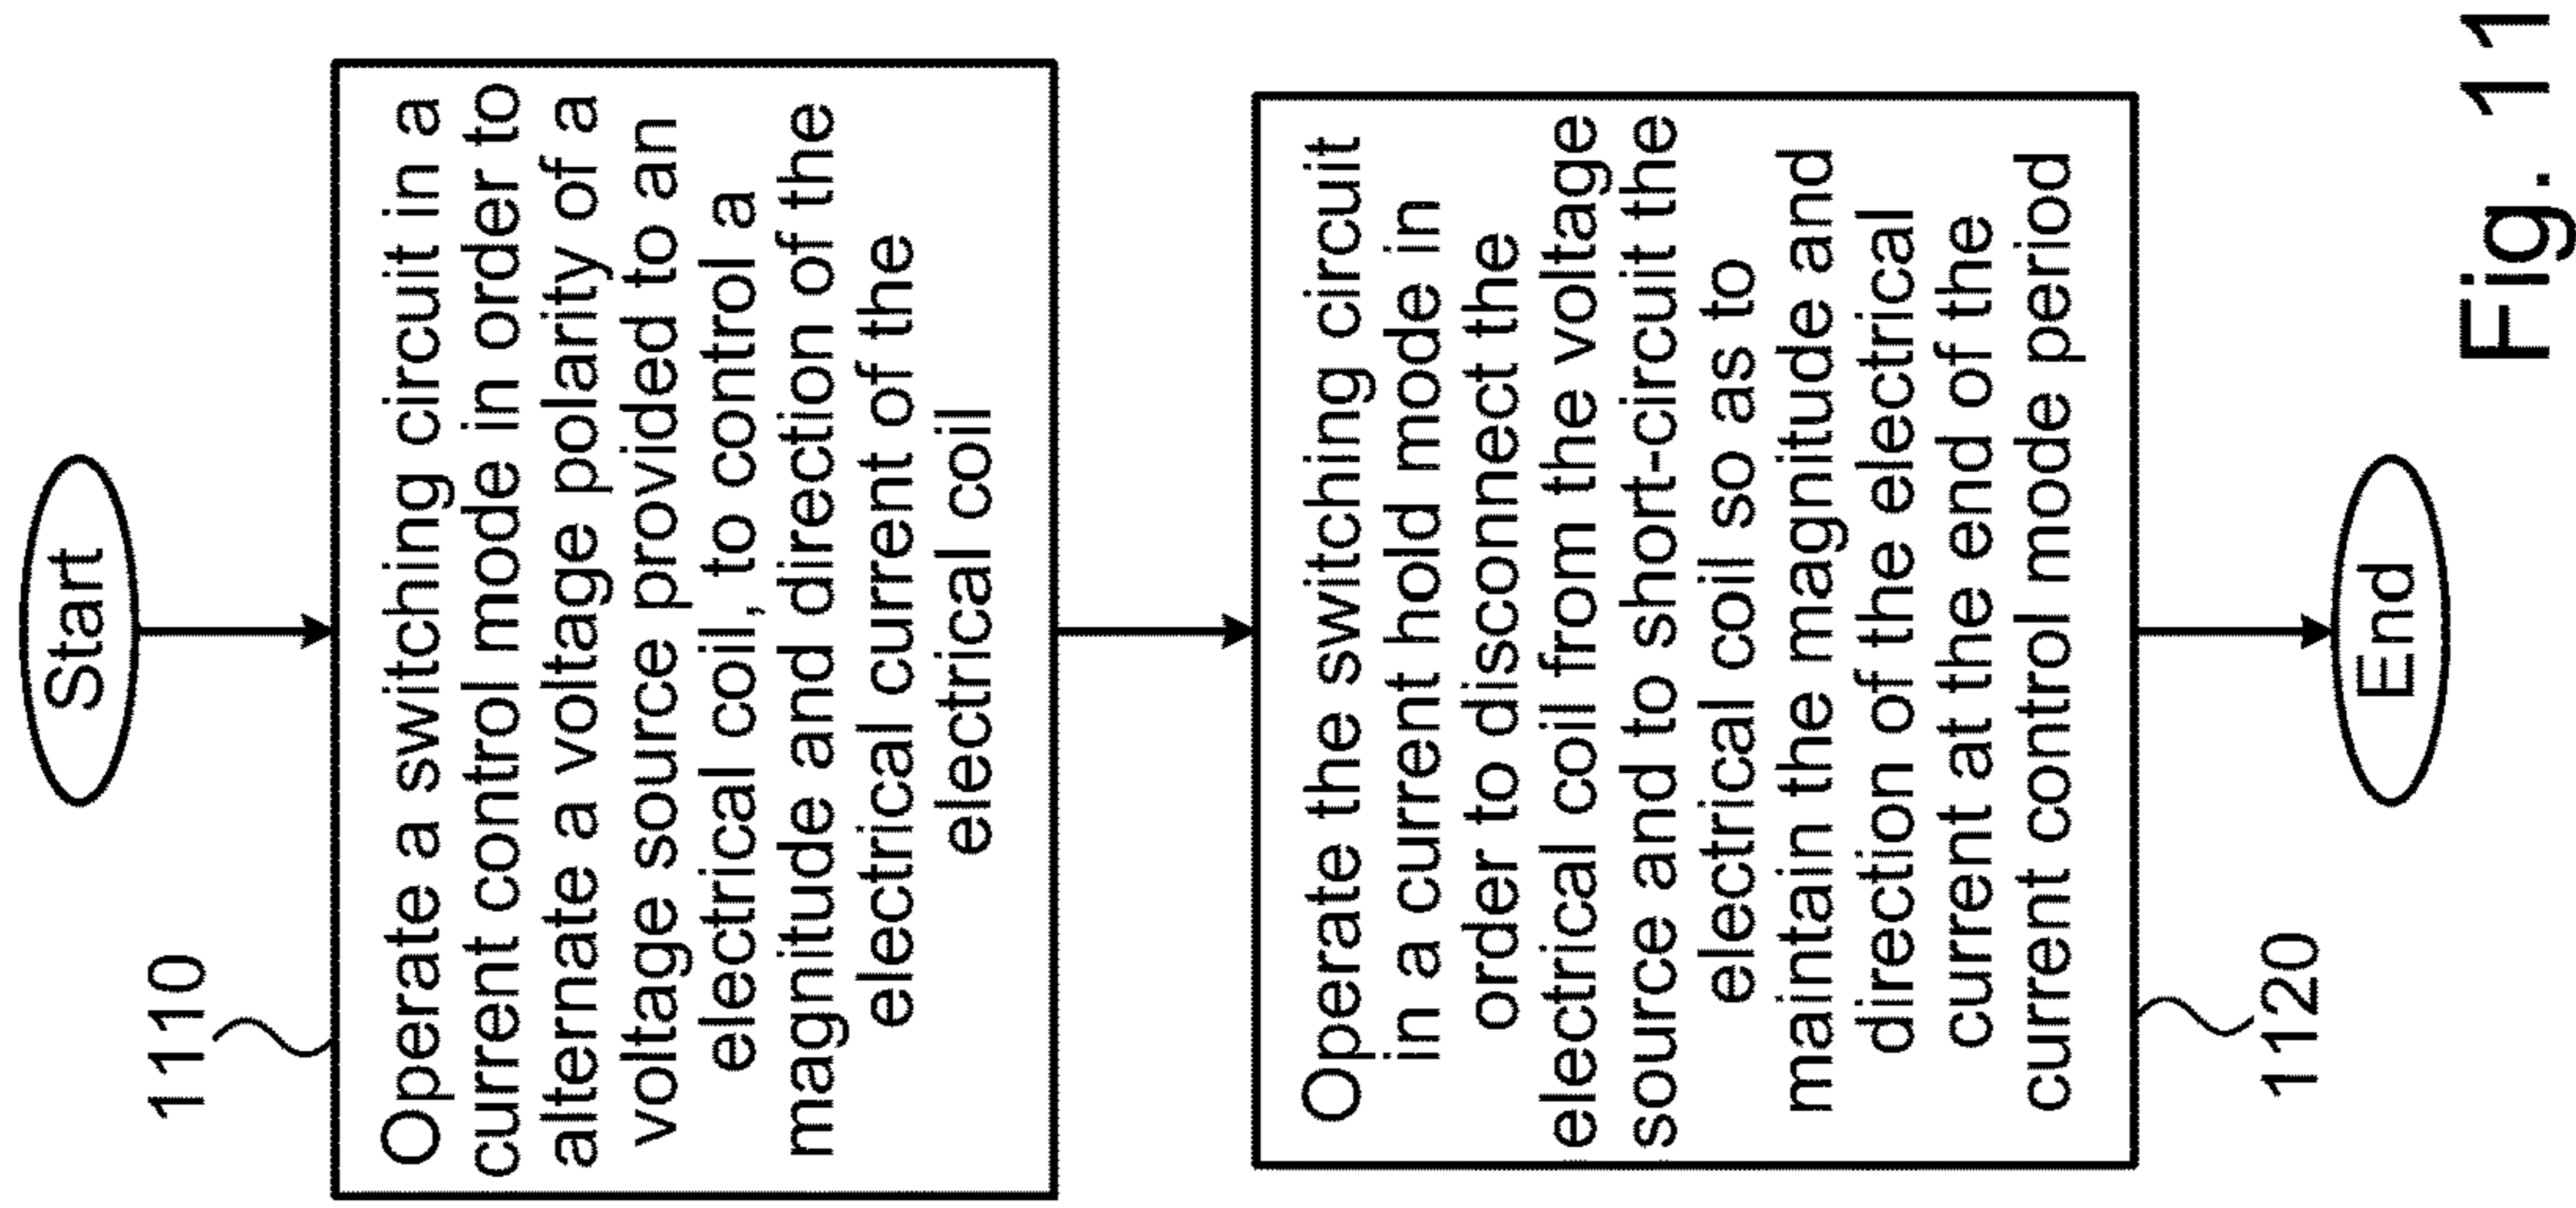 Start
1110
Operate a switching circuit in a
current control mode in order to
alternate a voltage polarity of a
voltage source provided to an
electrical coil, to control a
magnitude and direction of the
electrical current of the
electrical coil
Operate the switching circuit
in a current hold mode in
order to disconnect the
electrical coil from the voltage
source and to short-circuit the
electrical coil so as to
maintain the magnitude and
direction of the electrical
current at the end of the
current control mode period
1120
End
Fig. 11